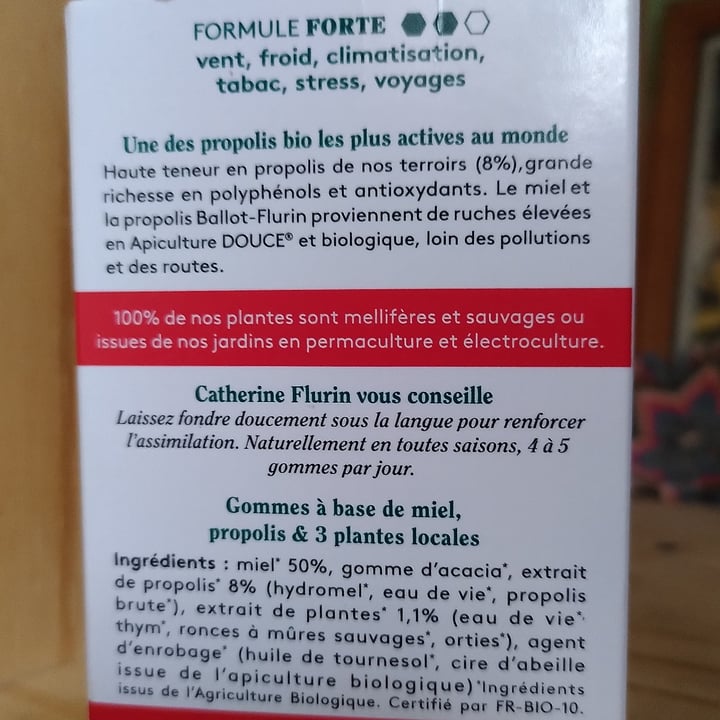 FORMULE FORTE
vent, froid, climatisation,
tabac, stress, voyages
Une des propolis bio les plus actives au monde
Haute teneur en propolis de nos terroirs (8%), grande
richesse en polyphénols et antioxydants. Le miel et
la propolis Ballot-Flurin proviennent de ruches élevées
en Apiculture DOUCE® et biologique, loin des pollutions
et des routes.
100% de nos plantes sont mellifères et sauvages ou
issues de nos jardins en permaculture et électroculture.
Catherine Flurin vous conseille
Laissez fondre doucement sous la langue pour renforcer
l'assimilation. Naturellement en toutes saisons, 4 à 5
gommes par jour.
Gommes à base de miel,
propolis & 3 plantes locales
Ingrédients : miel* 50%, gomme d'acacia*, extrait
de propolis* 8% (hydromel*, eau de vie*, propolis
brute*), extrait de plantes* 1,1% (eau de vie*,
thym*, ronces à mûres sauvages*, orties*), agent
d'enrobage* (huile de tournesol*, cire d'abeille
issue de l'apiculture biologique) *Ingrédients
issus de l'Agriculture Biologique. Certifié par FR-BIO-10.